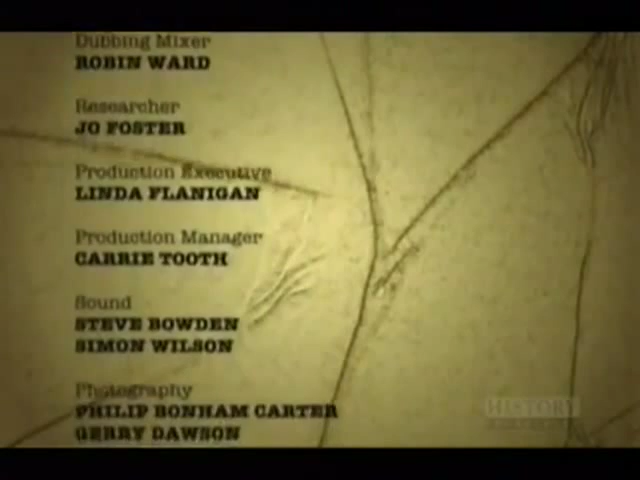 Dubbing Mixer
ROBIN WARD
Researcher
JO FOSTER
Production Executive
LINDA FLANIGAN
Production Manager
CARRIE TOOTH
Sound
STEVE BOWDEN
SIMON WILSON
Photography
PHILIP BONHAM CARTER
GERRY DAWSON
HISTORY